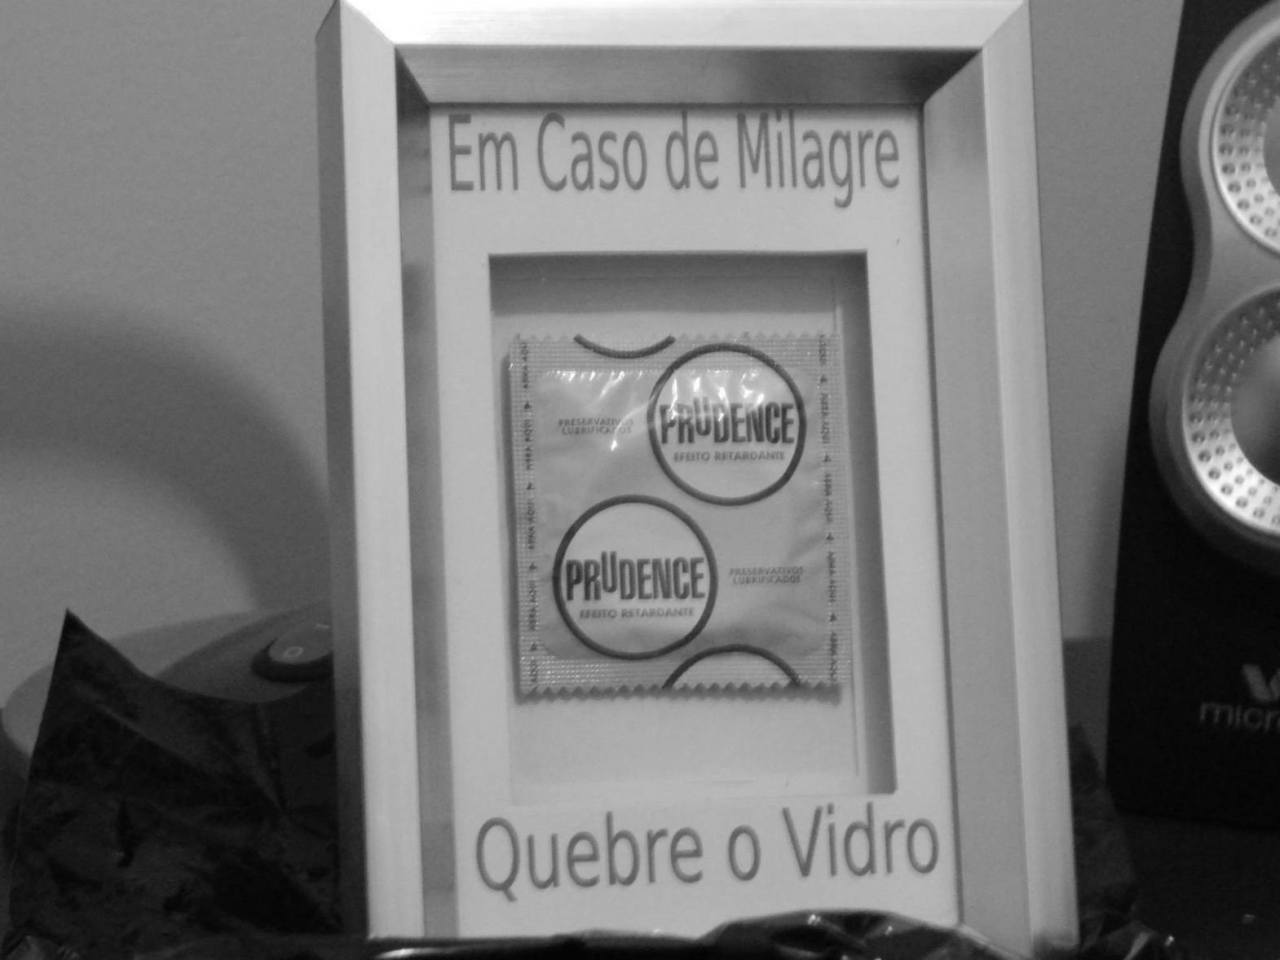 Em Caso de Milagre
PRESERVATIVOS
LUBRIFICADOS
PRUDENCE
EFEITO RETARDANTE
PRUDENCE
EFEITO RETARDANTE
PRESERVATIVOS
LUBRIFICADOS
Quebre o Vidro